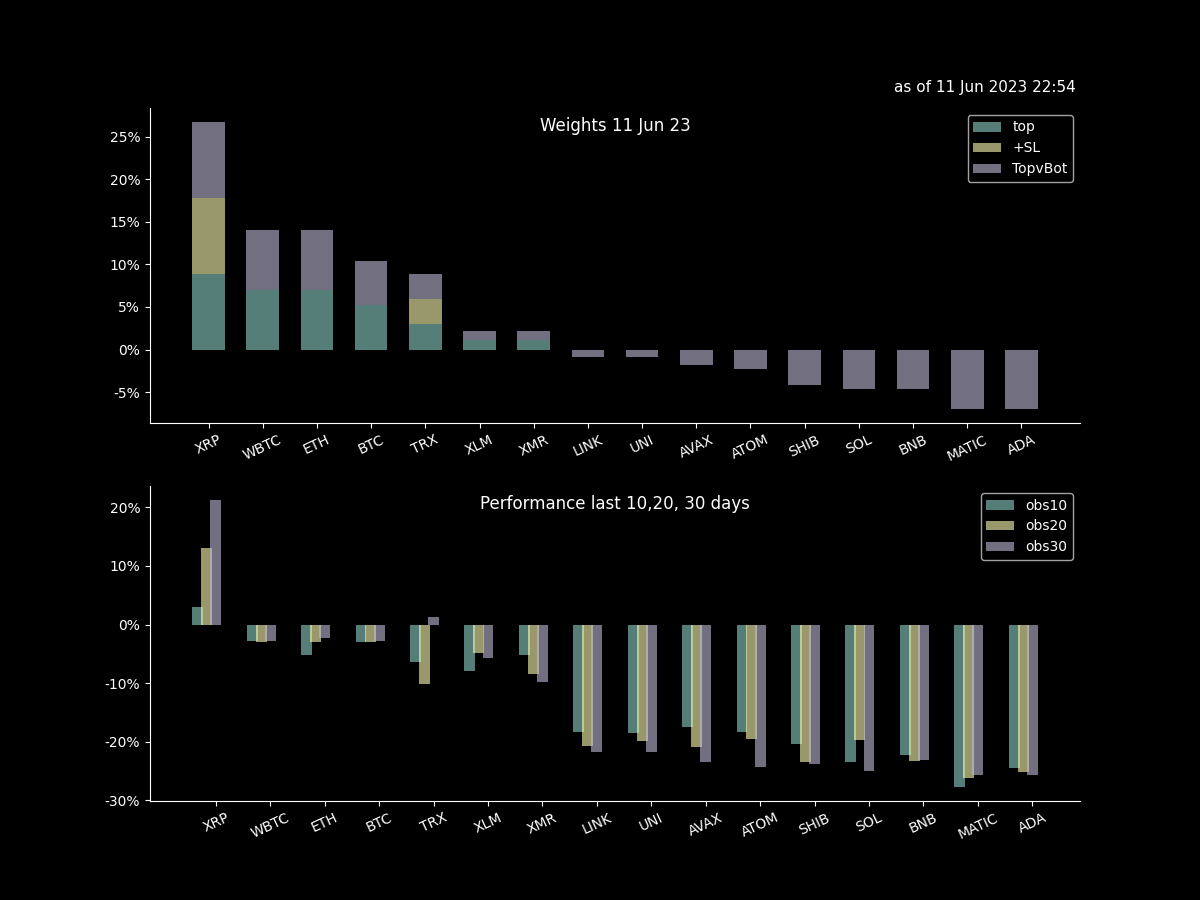 as of 11 Jun 2023 22:54
Weights 11 Jun 23
top
+SL
TopvBot
25%
20%
15%
10%
5%
0%
-5%
XRP WBTC ETH BTC TRX XLM XMR LINK UNI AVAX ATOM SHIB SOL BNB MATIC ADA
Performance last 10,20, 30 days
obs10
obs20
obs30
20%
10%
0%
-10%
-20%
-30%
XRP WBTC ETH BTC TRX XLM XMR LINK UNI AVAX ATOM SHIB SOL BNB MATIC ADA